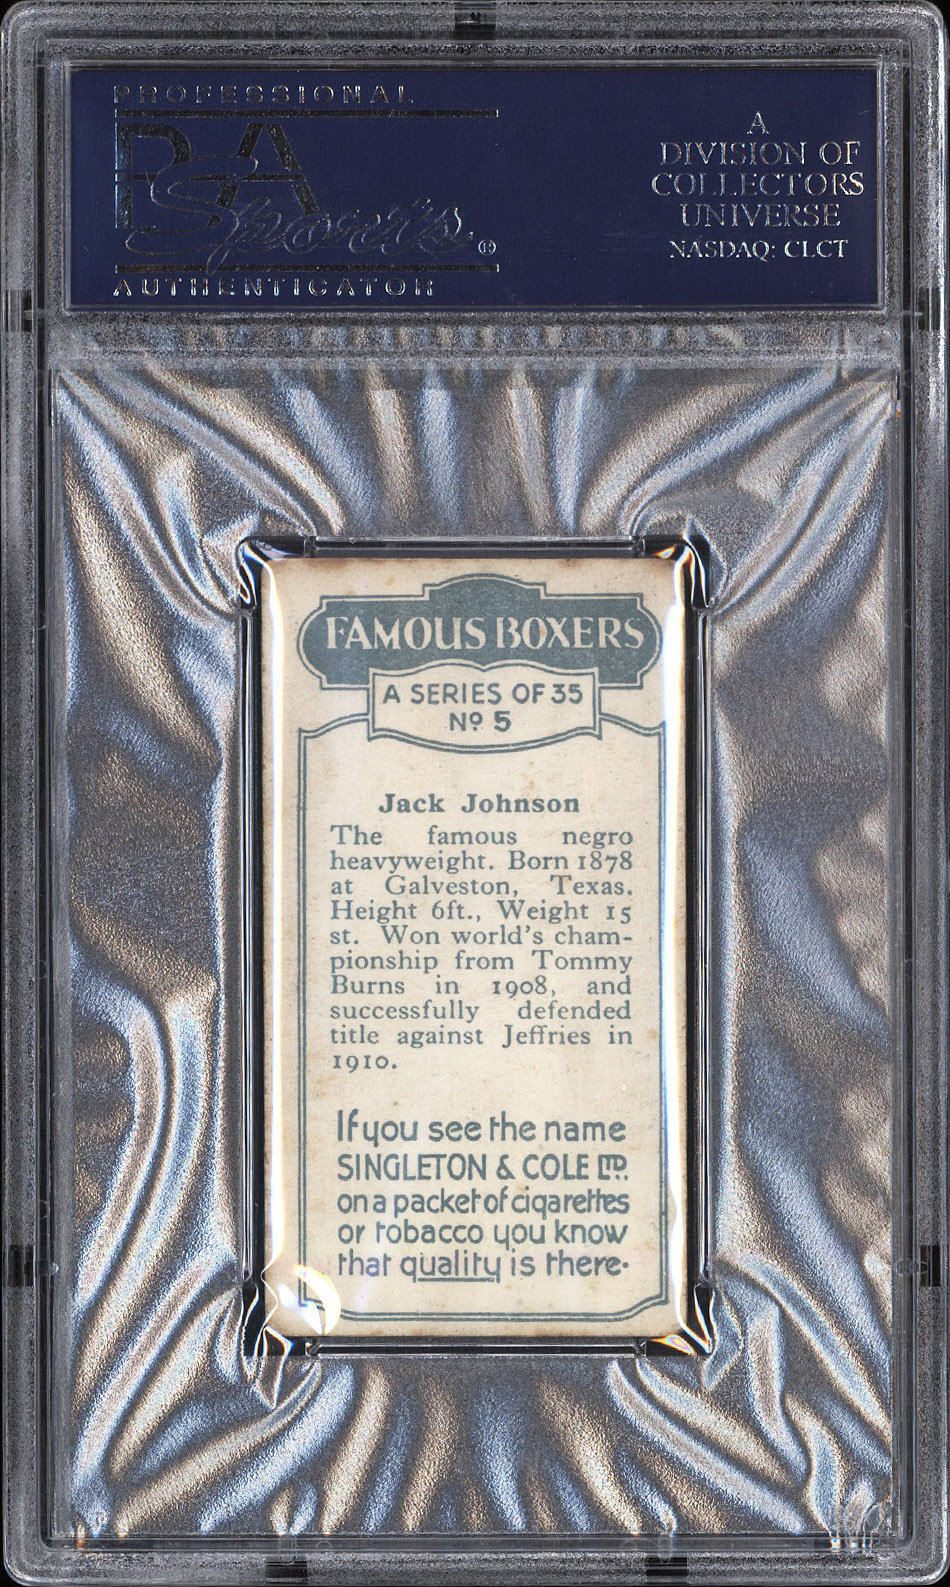 PROFESSIONAL
PSA
Sports®
AUTHENTICATOR
A
DIVISION OF
COLLECTORS
UNIVERSE
NASDAQ: CLCT
FAMOUS BOXERS
A SERIES OF 35
Nº 5
Jack Johnson
The famous negro
heavyweight. Born 1878
at Galveston, Texas.
Height 6ft., Weight 15
st. Won world's cham-
pionship from Tommy
Burns in 1908, and
successfully defended
title against Jeffries in
1910.
If you see the name
SINGLETON & COLE LTD.
on a packet of cigarettes
or tobacco you know
that quality is there.